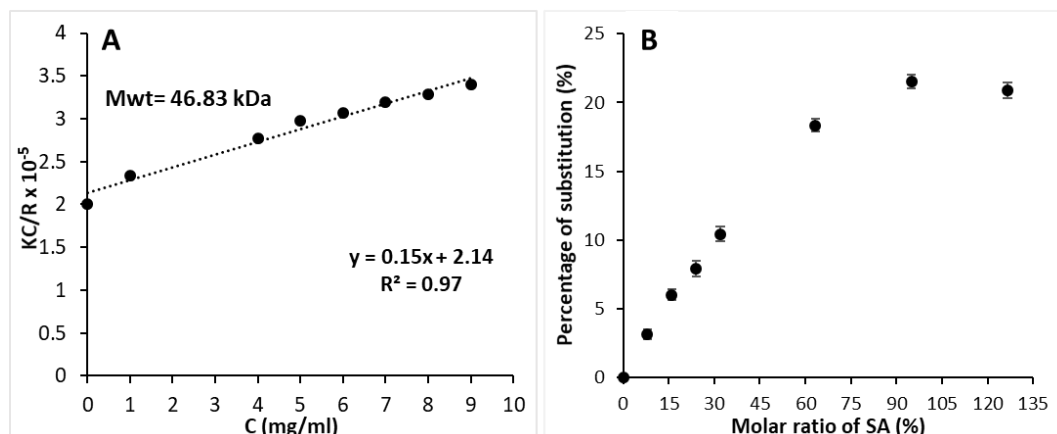 A
Mwt= 46.83 kDa
y = 0.15x + 2.14
R² = 0.97
KC/R x 10⁻⁵
4
3.5
3
2.5
2
1.5
1
0.5
0
0 1 2 3 4 5 6 7 8 9 10
C (mg/ml)
B
Percentage of substitution (%)
25
20
15
10
5
0
0 15 30 45 60 75 90 105 120 135
Molar ratio of SA (%)